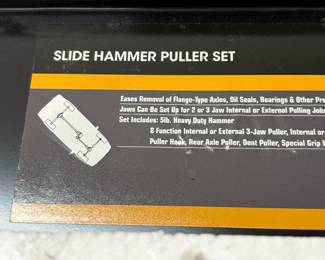 SLIDE HAMMER PULLER SET
Eases Removal of Flange-Type Axles, Oil Seals, Bearings & Other Pre
Jaws Can Be Set Up for 2 or 3 Jaw Internal or External Pulling Jobs
Set Includes: 5lb. Heavy Duty Hammer
8 Function Internal or External 3-Jaw Puller, Internal or
Puller Hook, Rear Axle Puller, Dent Puller, Special Grip